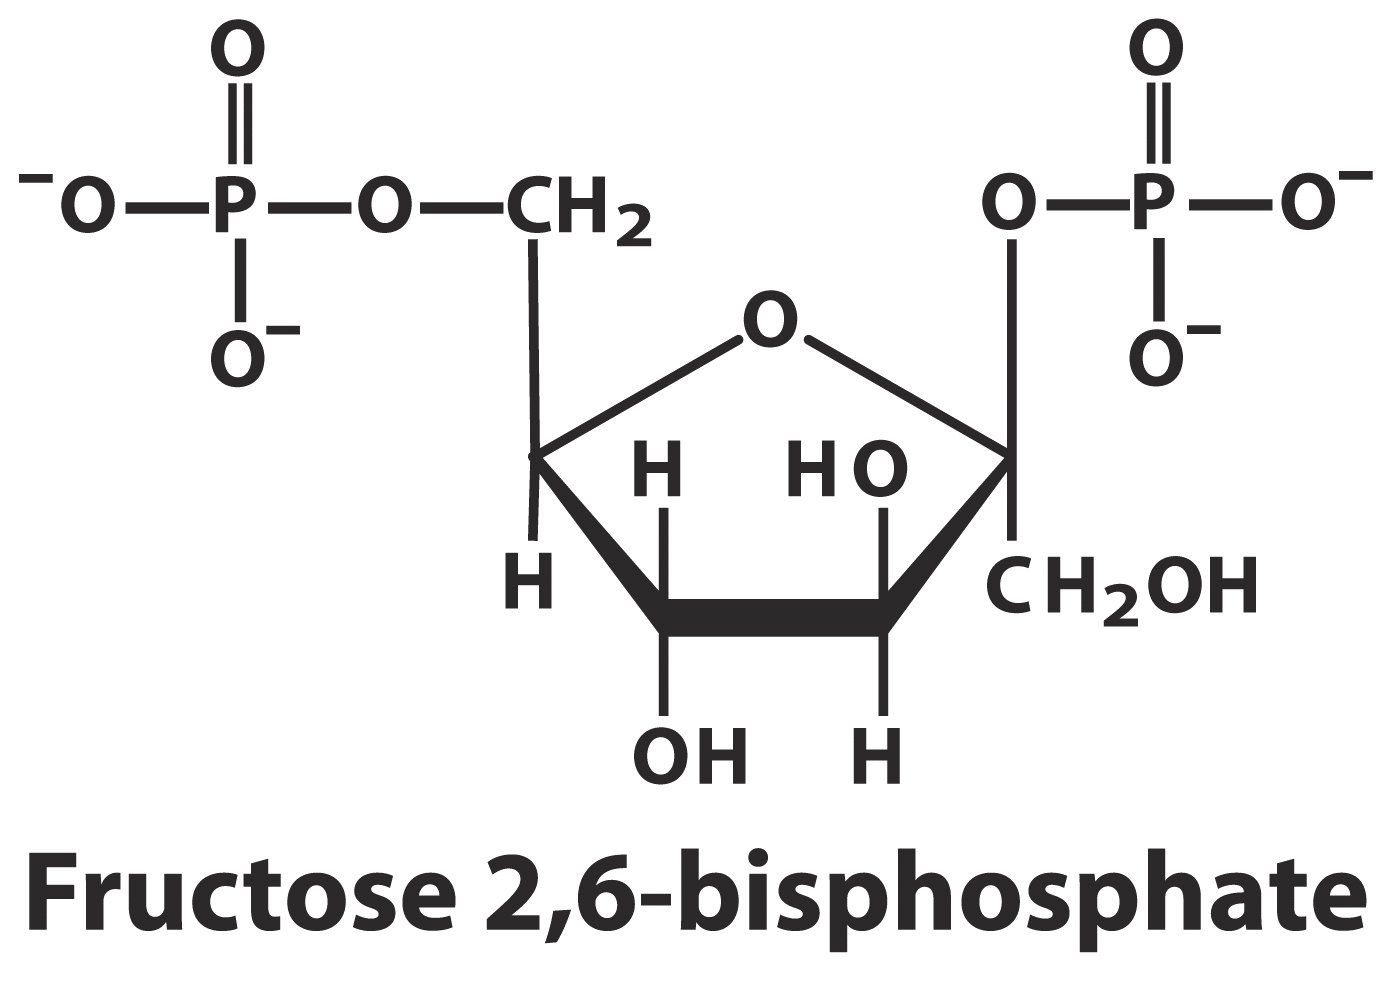 O O
⁻O P O CH₂ O P O⁻
O⁻ O O⁻
H HO
H CH₂OH
OH H
Fructose 2,6-bisphosphate